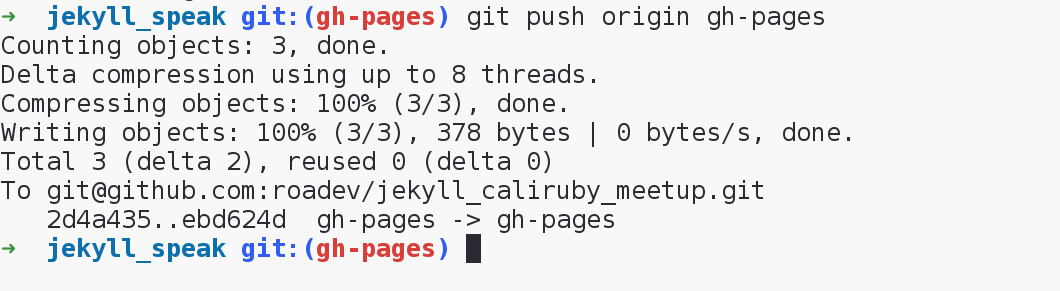 ➜  jekyll_speak git:(gh-pages) git push origin gh-pages
Counting objects: 3, done.
Delta compression using up to 8 threads.
Compressing objects: 100% (3/3), done.
Writing objects: 100% (3/3), 378 bytes | 0 bytes/s, done.
Total 3 (delta 2), reused 0 (delta 0)
To git@github.com:roadev/jekyll_caliruby_meetup.git
   2d4a435..ebd624d  gh-pages -> gh-pages
➜  jekyll_speak git:(gh-pages)